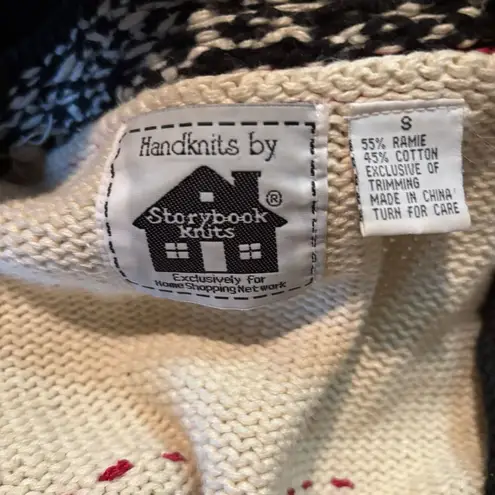 Handknits by
Storybook ®
knits
Exclusively for
Home Shopping Network
S
55% RAMIE
45% COTTON
EXCLUSIVE OF
TRIMMING
MADE IN CHINA
TURN FOR CARE